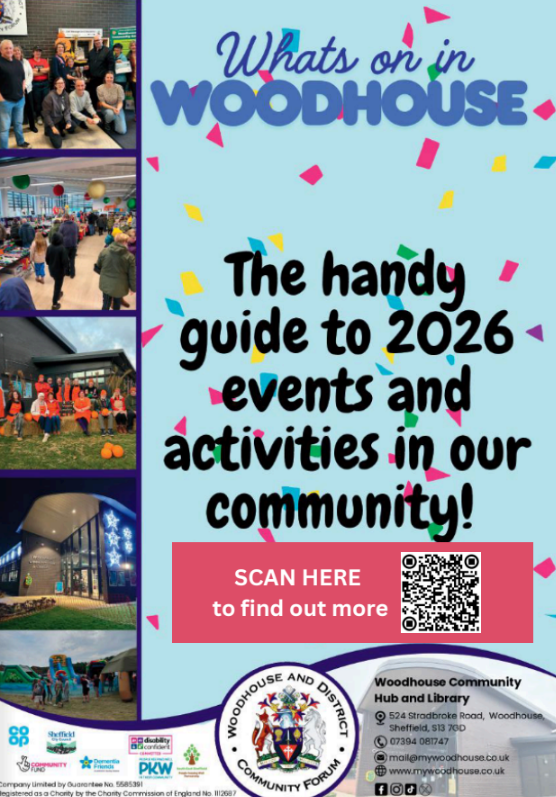 Whats on in
WOODHOUSE
The handy
guide to 2026
events and
activities in our
community!
SCAN HERE
to find out more
WOODHOUSE AND DISTRICT
COMMUNITY FORUM
Woodhouse Community
Hub and Library
524 Stradbroke Road, Woodhouse,
Sheffield, S13 7GD
07394 081747
mail@mywoodhouse.co.uk
www.mywoodhouse.co.uk
CO
OP
Sheffield
disability
confident
COMMITTED
COMMUNITY
FUND
Dementia
Friends
PKW
Company Limited by Guarantee No. 5585391
Registered as a Charity by the Charity Commission of England No. 1112687